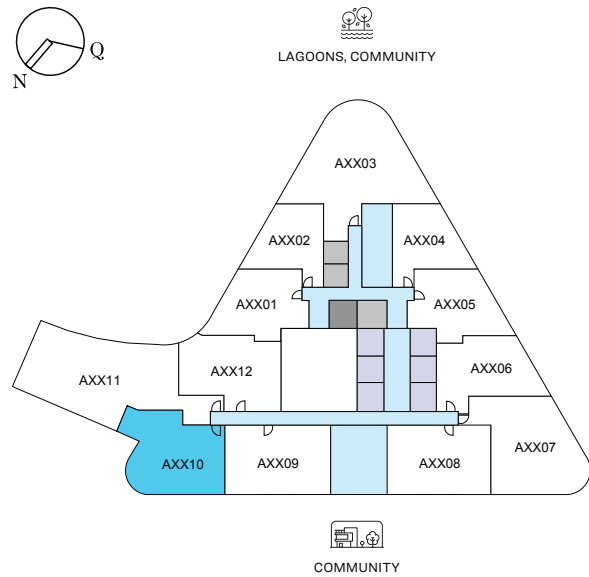 N
Q
LAGOONS, COMMUNITY
AXX03
AXX02
AXX04
AXX01
AXX05
AXX11
AXX12
AXX06
AXX10
AXX09
AXX08
AXX07
COMMUNITY